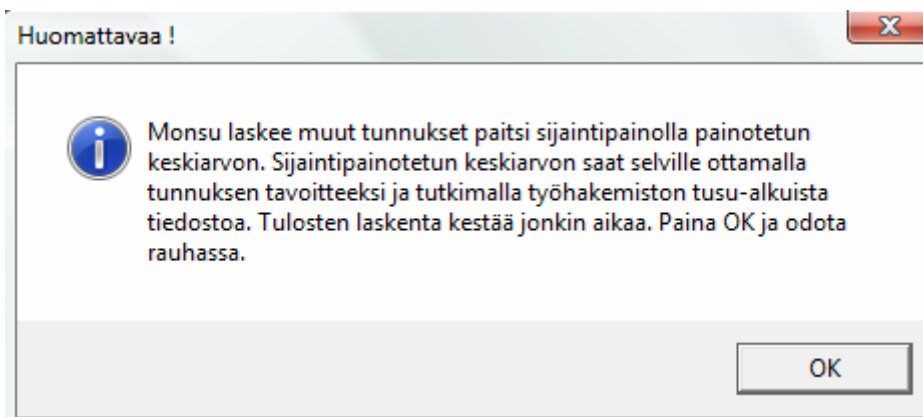 Huomattavaa !
Monsu laskee muut tunnukset paitsi sijaintipainolla painotetun
keskiarvon. Sijaintipainotetun keskiarvon saat selville ottamalla
tunnuksen tavoitteeksi ja tutkimalla työhakemiston tusu-alkuista
tiedostoa. Tulosten laskenta kestää jonkin aikaa. Paina OK ja odota
rauhassa.
OK